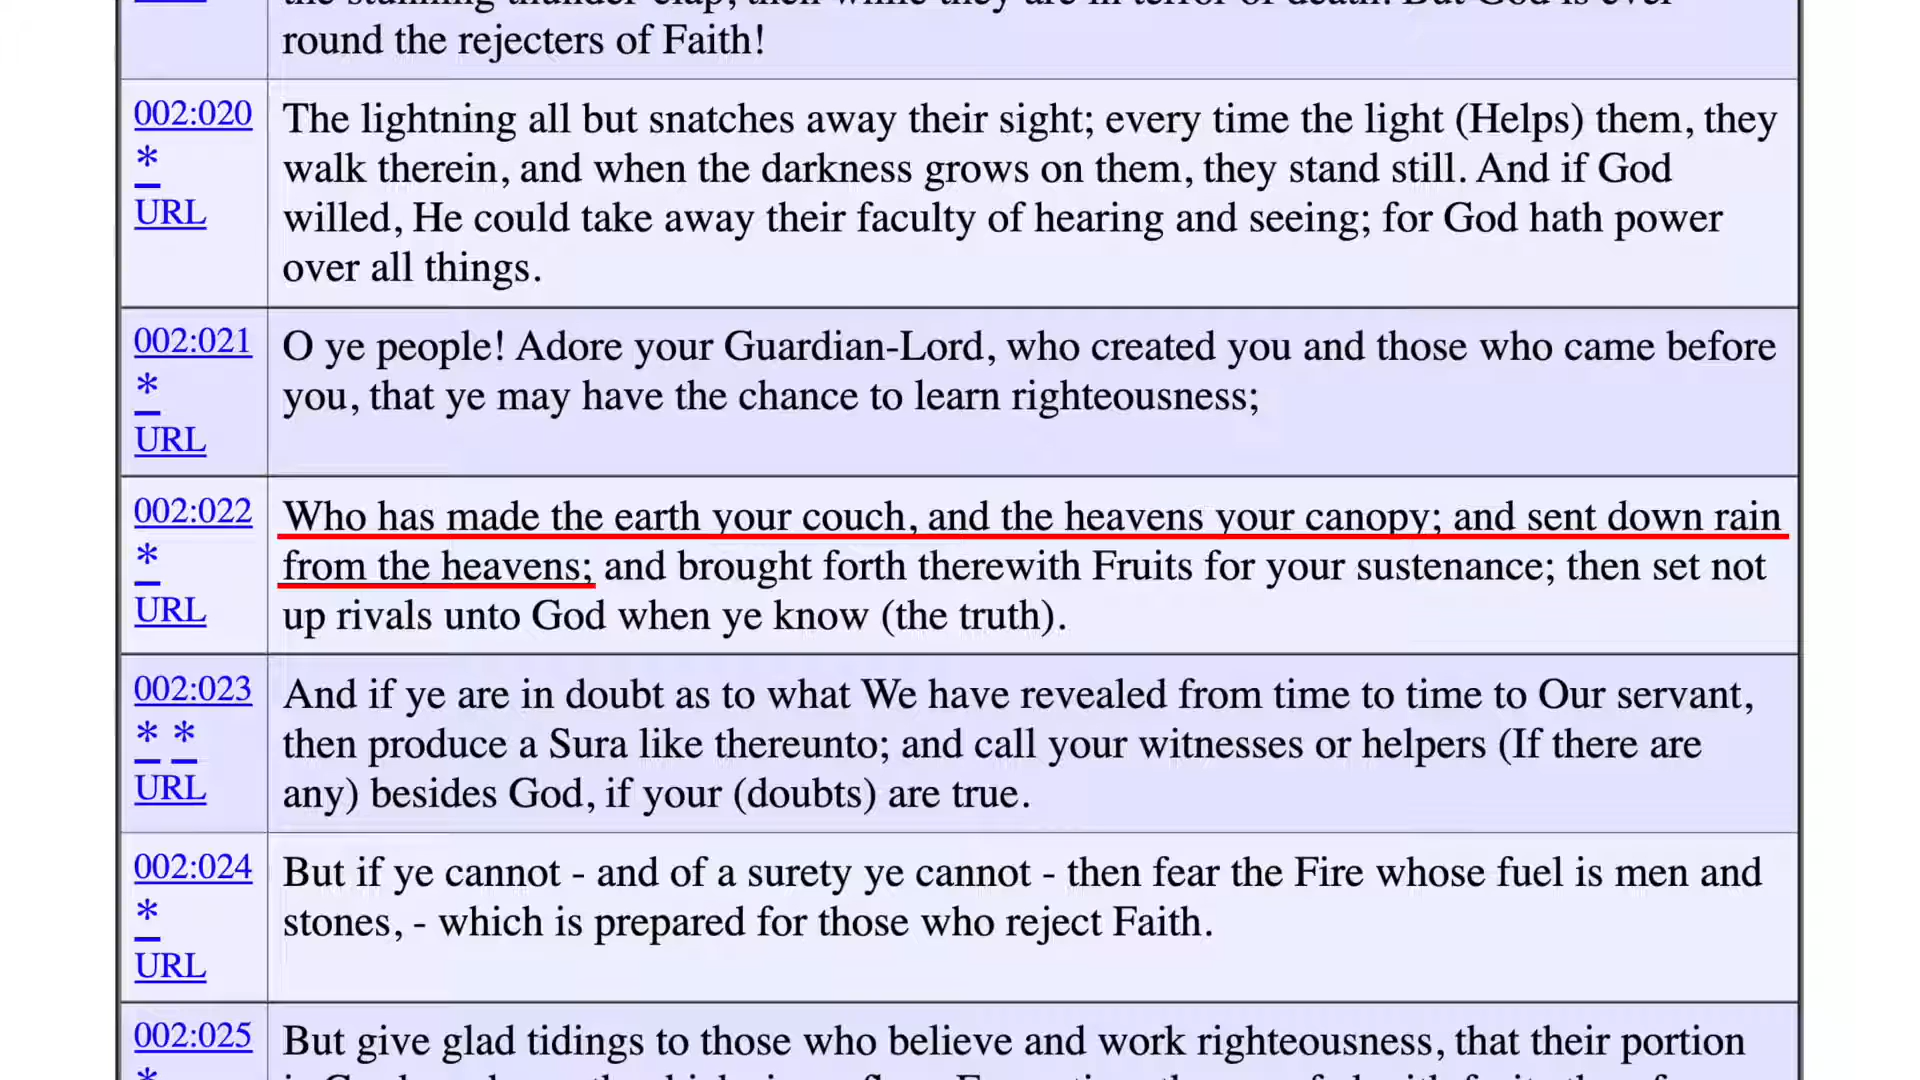 round the rejecters of Faith!
002:020
*
URL
The lightning all but snatches away their sight; every time the light (Helps) them, they
walk therein, and when the darkness grows on them, they stand still. And if God
willed, He could take away their faculty of hearing and seeing; for God hath power
over all things.
002:021
*
URL
O ye people! Adore your Guardian-Lord, who created you and those who came before
you, that ye may have the chance to learn righteousness;
002:022
*
URL
Who has made the earth your couch, and the heavens your canopy; and sent down rain
from the heavens; and brought forth therewith Fruits for your sustenance; then set not
up rivals unto God when ye know (the truth).
002:023
* *
URL
And if ye are in doubt as to what We have revealed from time to time to Our servant,
then produce a Sura like thereunto; and call your witnesses or helpers (If there are
any) besides God, if your (doubts) are true.
002:024
*
URL
But if ye cannot - and of a surety ye cannot - then fear the Fire whose fuel is men and
stones, - which is prepared for those who reject Faith.
002:025
*
But give glad tidings to those who believe and work righteousness, that their portion